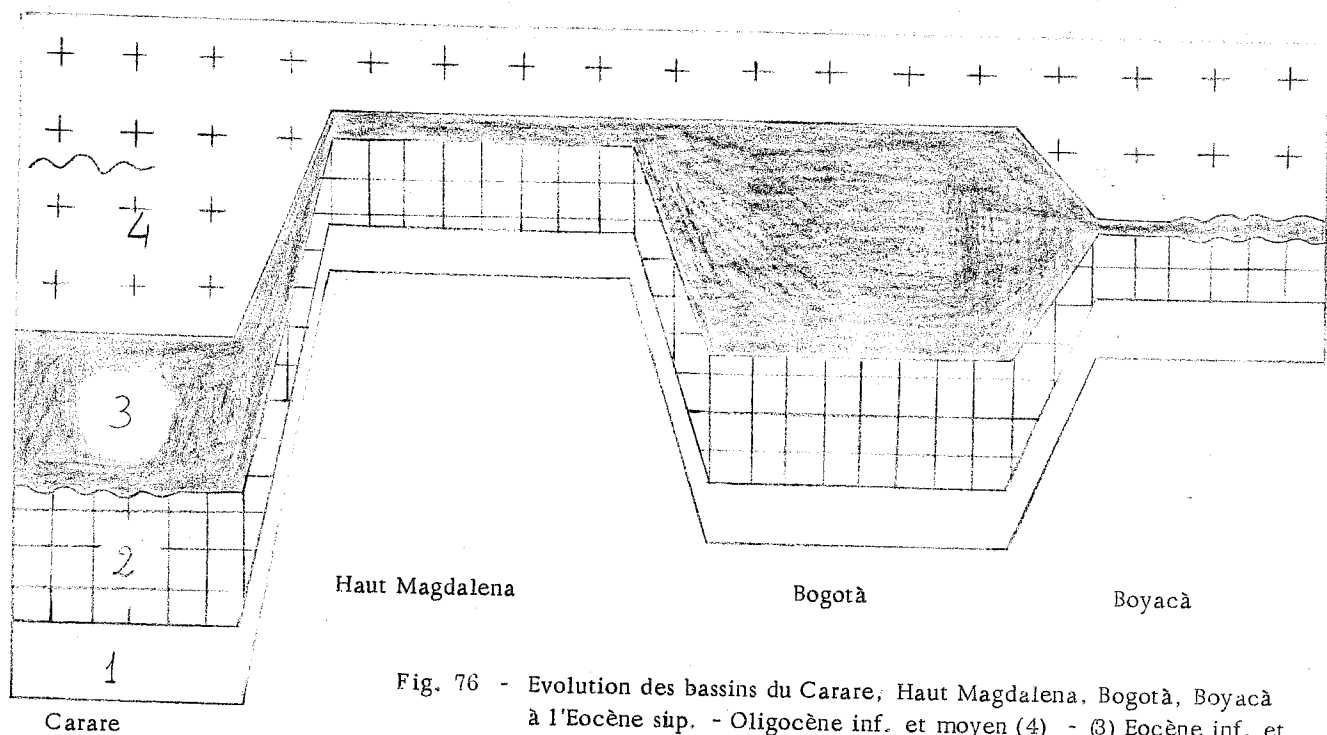 4
3
2
1
Haut Magdalena
Bogotà
Boyacà
Carare
Fig. 76 - Evolution des bassins du Carare, Haut Magdalena, Bogotà, Boyacà
à l'Eocène sup. - Oligocène inf. et moyen (4) - (3) Eocène inf. et